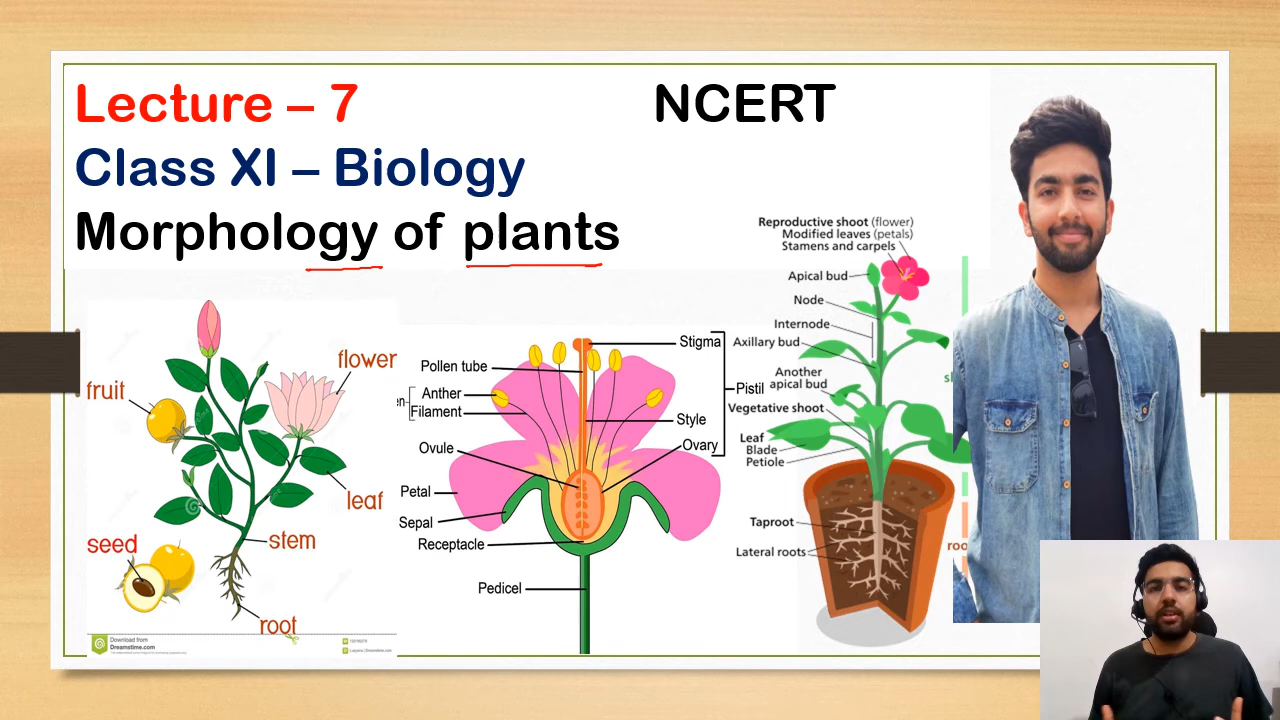 Lecture – 7
NCERT
Class XI – Biology
Morphology of plants
fruit
flower
leaf
seed
stem
root
Download from
Dreamstime.com
Pollen tube
Anther
Filament
Ovule
Petal
Sepal
Receptacle
Pedicel
Stigma
Pistil
Style
Ovary
Reproductive shoot (flower)
Modified leaves (petals)
Stamens and carpels
Apical bud
Node
Internode
Axillary bud
Another
apical bud
Vegetative shoot
Leaf
Blade
Petiole
Taproot
Lateral roots